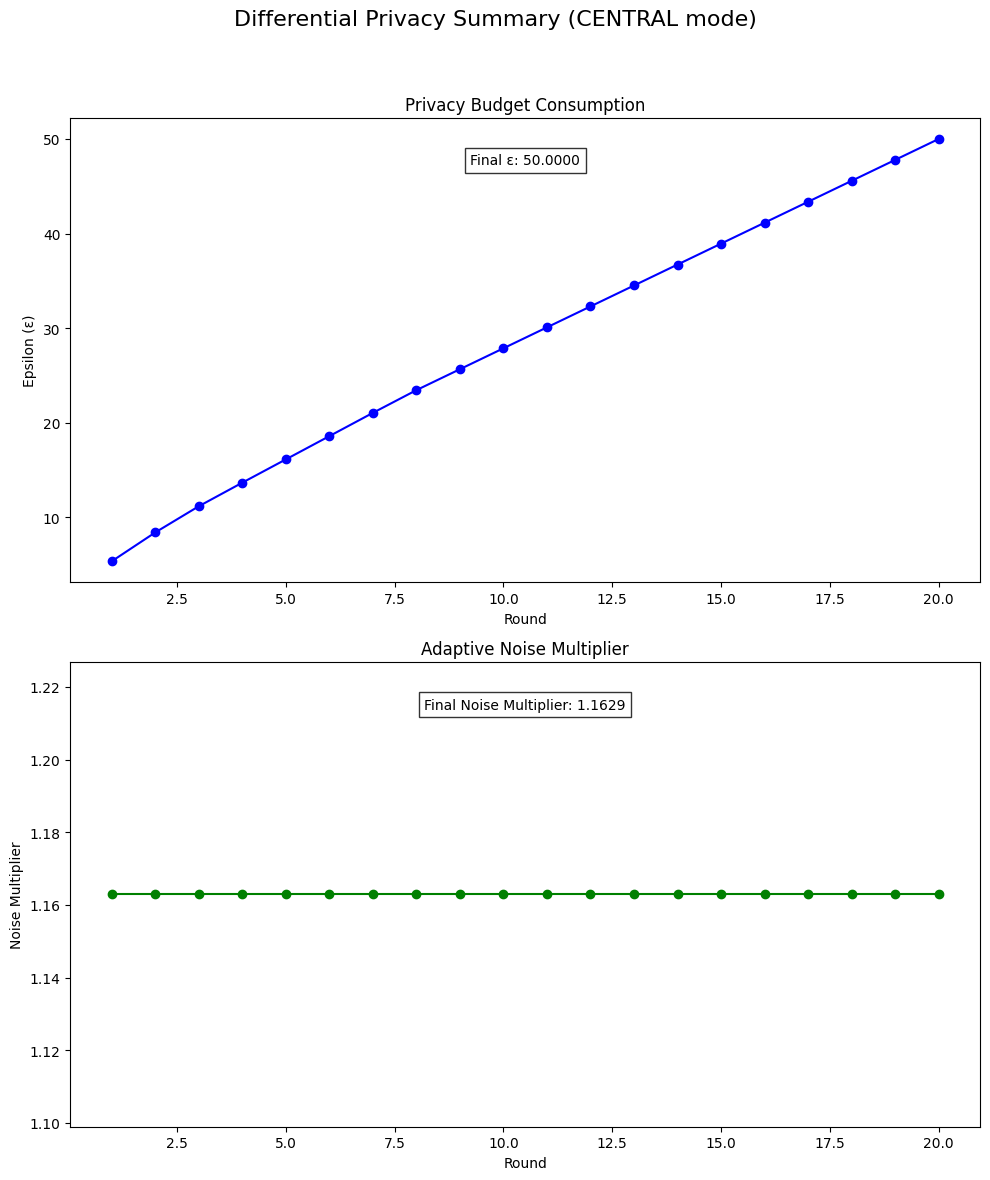 Differential Privacy Summary (CENTRAL mode)
Privacy Budget Consumption
Final ε: 50.0000
Epsilon (ε)
50
40
30
20
10
2.5 5.0 7.5 10.0 12.5 15.0 17.5 20.0
Round
Adaptive Noise Multiplier
Final Noise Multiplier: 1.1629
Noise Multiplier
1.22
1.20
1.18
1.16
1.14
1.12
1.10
2.5 5.0 7.5 10.0 12.5 15.0 17.5 20.0
Round